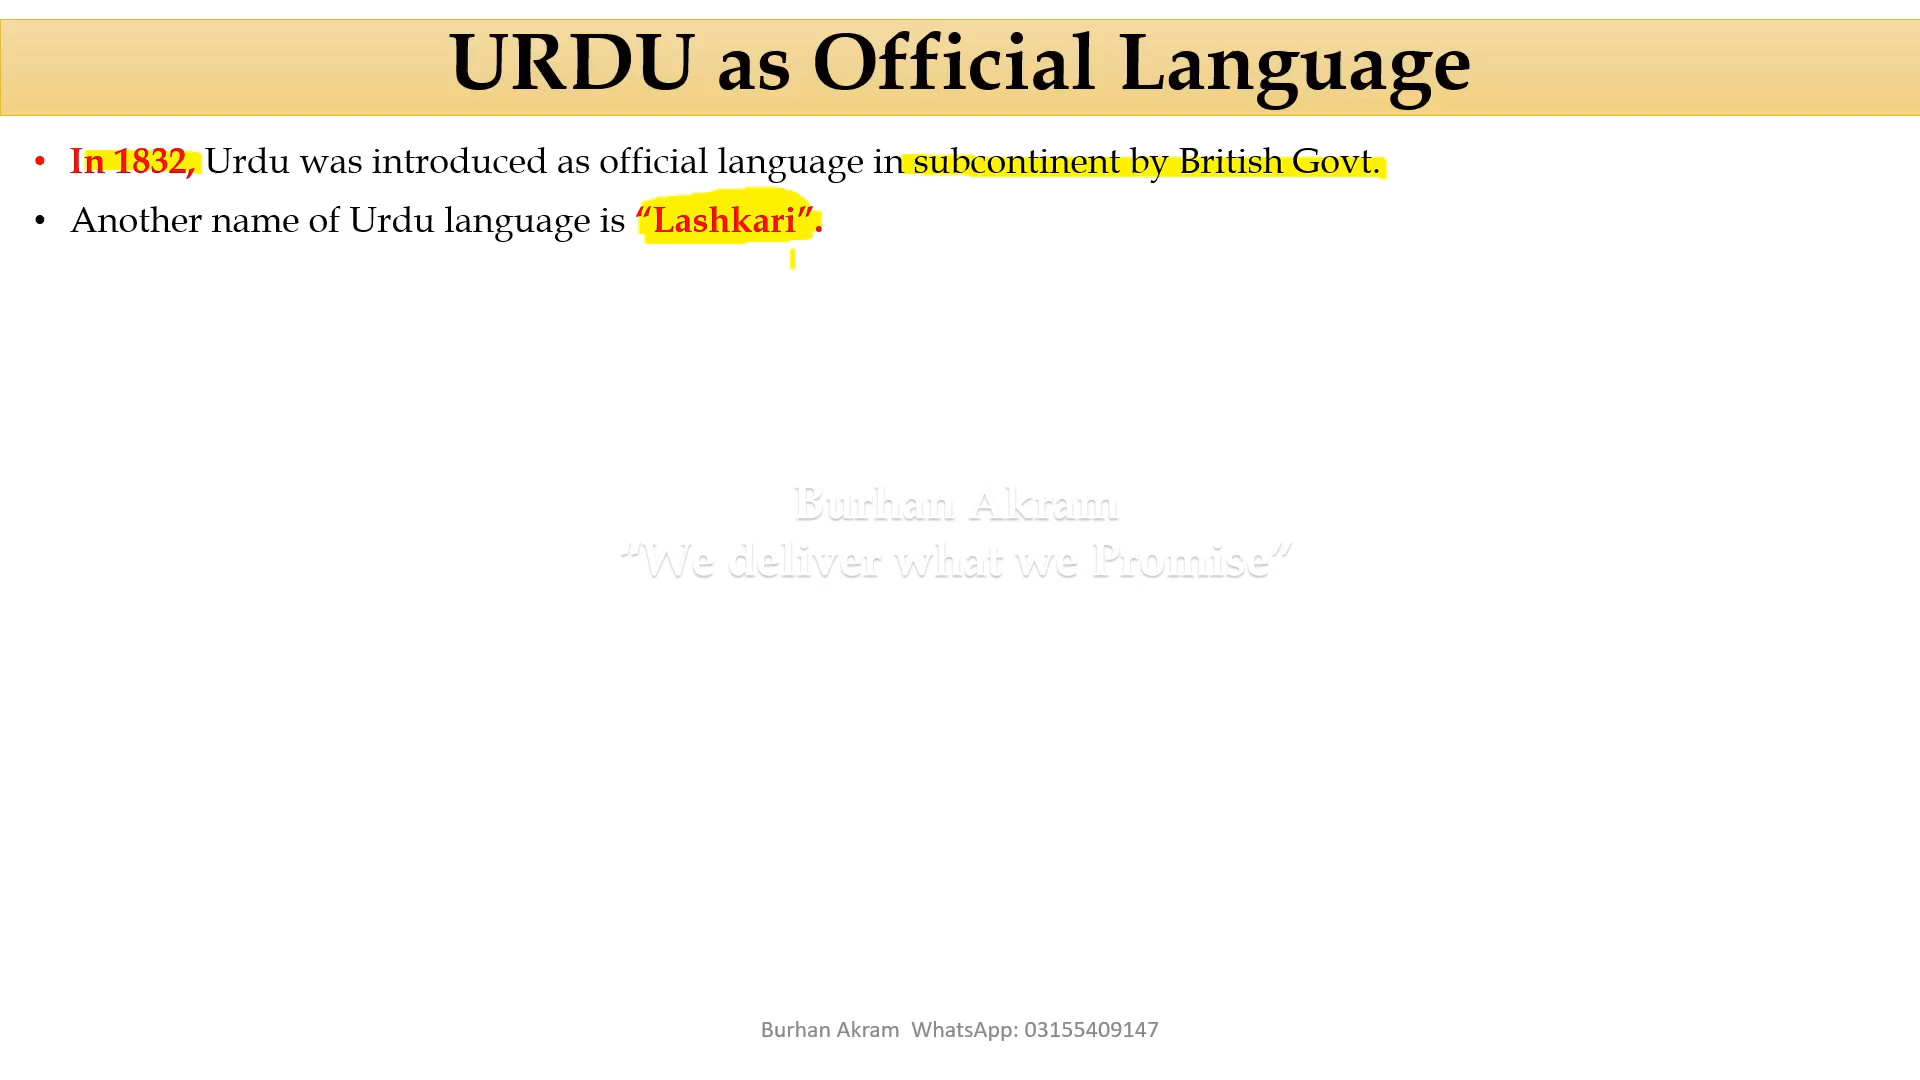 URDU as Official Language
• In 1832, Urdu was introduced as official language in subcontinent by British Govt.
• Another name of Urdu language is “Lashkari”.
Burhan Akram
“We deliver what we Promise”
Burhan Akram WhatsApp: 03155409147